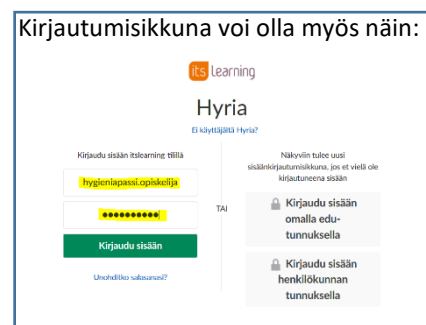 Kirjautumisikkuna voi olla myös näin:
its learning
Hyria
Ei käyttäjältä Hyria?
Kirjaudu sisään itslearning tilillä
hygieniapassi.opiskelija
●●●●●●●●●●
Kirjaudu sisään
Unohditko salasanasi?
TAI
Näkyviin tulee uusi
sisäänkirjautumisikkuna, jos et vielä ole
kirjautuneena sisään
Kirjaudu sisään
omalla edu-
tunnuksella
Kirjaudu sisään
henkilökunnan
tunnuksella